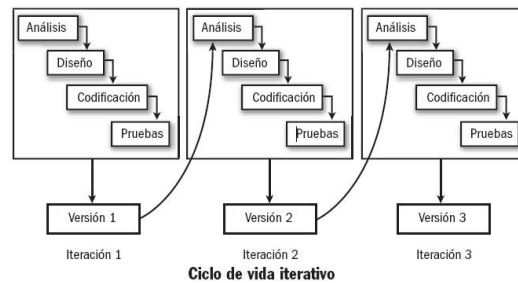 Análisis
Diseño
Codificación
Pruebas
Versión 1
Iteración 1
Análisis
Diseño
Codificación
Pruebas
Versión 2
Iteración 2
Análisis
Diseño
Codificación
Pruebas
Versión 3
Iteración 3
Ciclo de vida iterativo